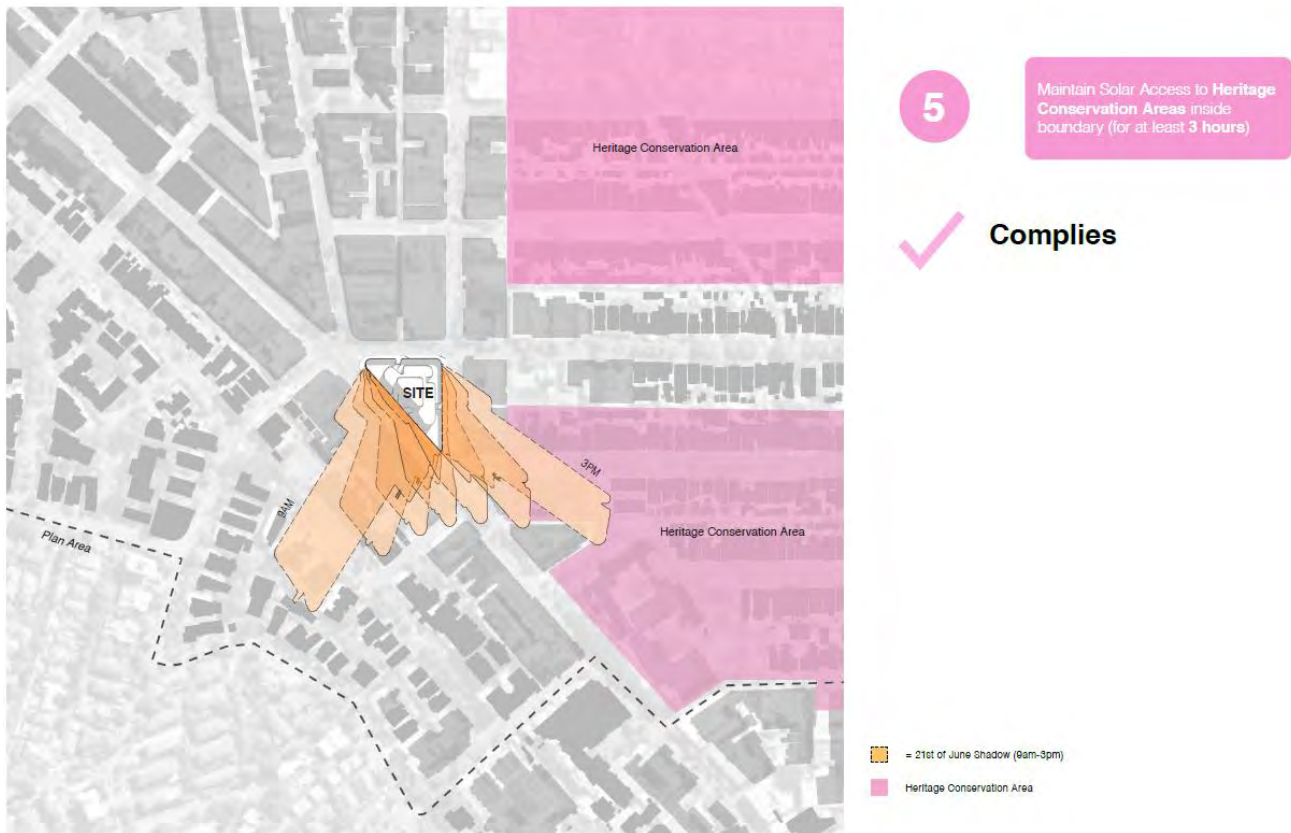 Heritage Conservation Area
SITE
3PM
9AM
Heritage Conservation Area
Plan Area
5
Maintain Solar Access to Heritage
Conservation Areas inside
boundary (for at least 3 hours)
Complies
= 21st of June Shadow (9am-3pm)
Heritage Conservation Area